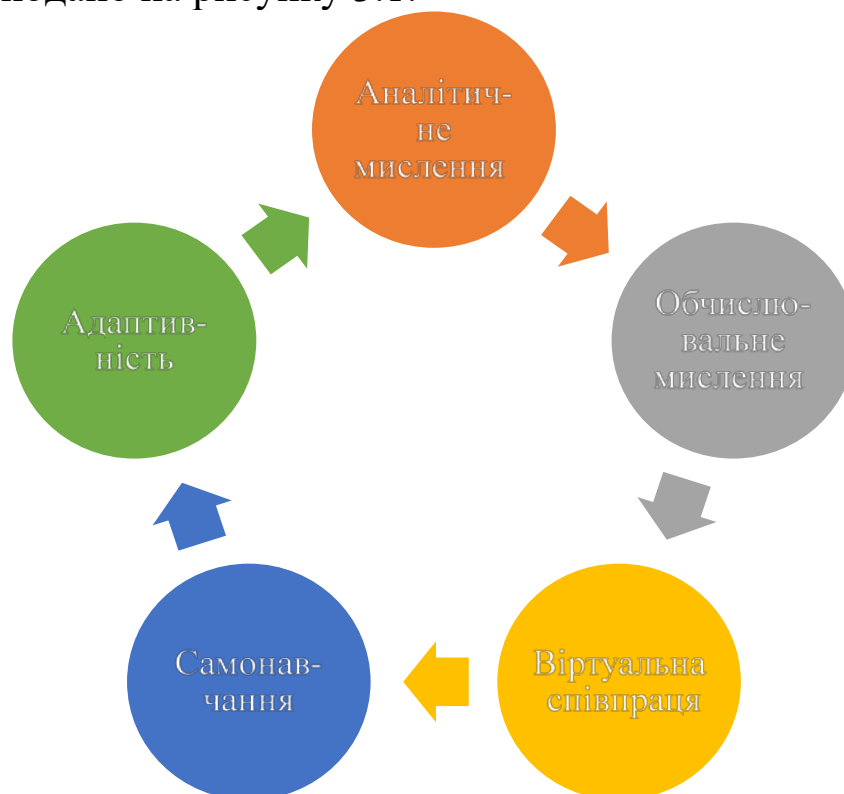 Аналітич-
не
мислення
Обчислю-
вальне
мислення
Віртуальна
співпраця
Самонав-
чання
Адаптив-
ність